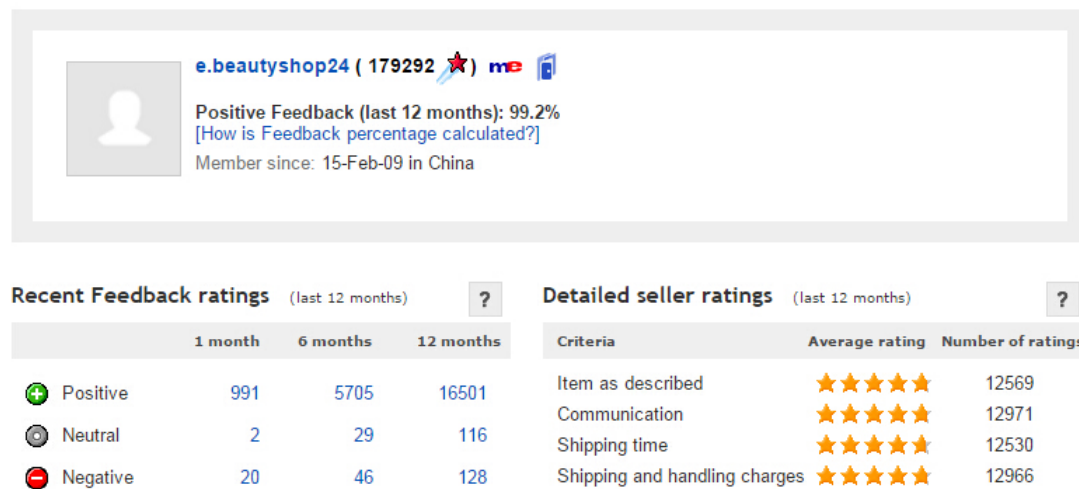 e.beautyshop24 ( 179292 ) me
Positive Feedback (last 12 months): 99.2%
[How is Feedback percentage calculated?]
Member since: 15-Feb-09 in China
Recent Feedback ratings (last 12 months) ?
1 month 6 months 12 months
Positive 991 5705 16501
Neutral 2 29 116
Negative 20 46 128
Detailed seller ratings (last 12 months) ?
Criteria Average rating Number of ratings
Item as described 12569
Communication 12971
Shipping time 12530
Shipping and handling charges 12966